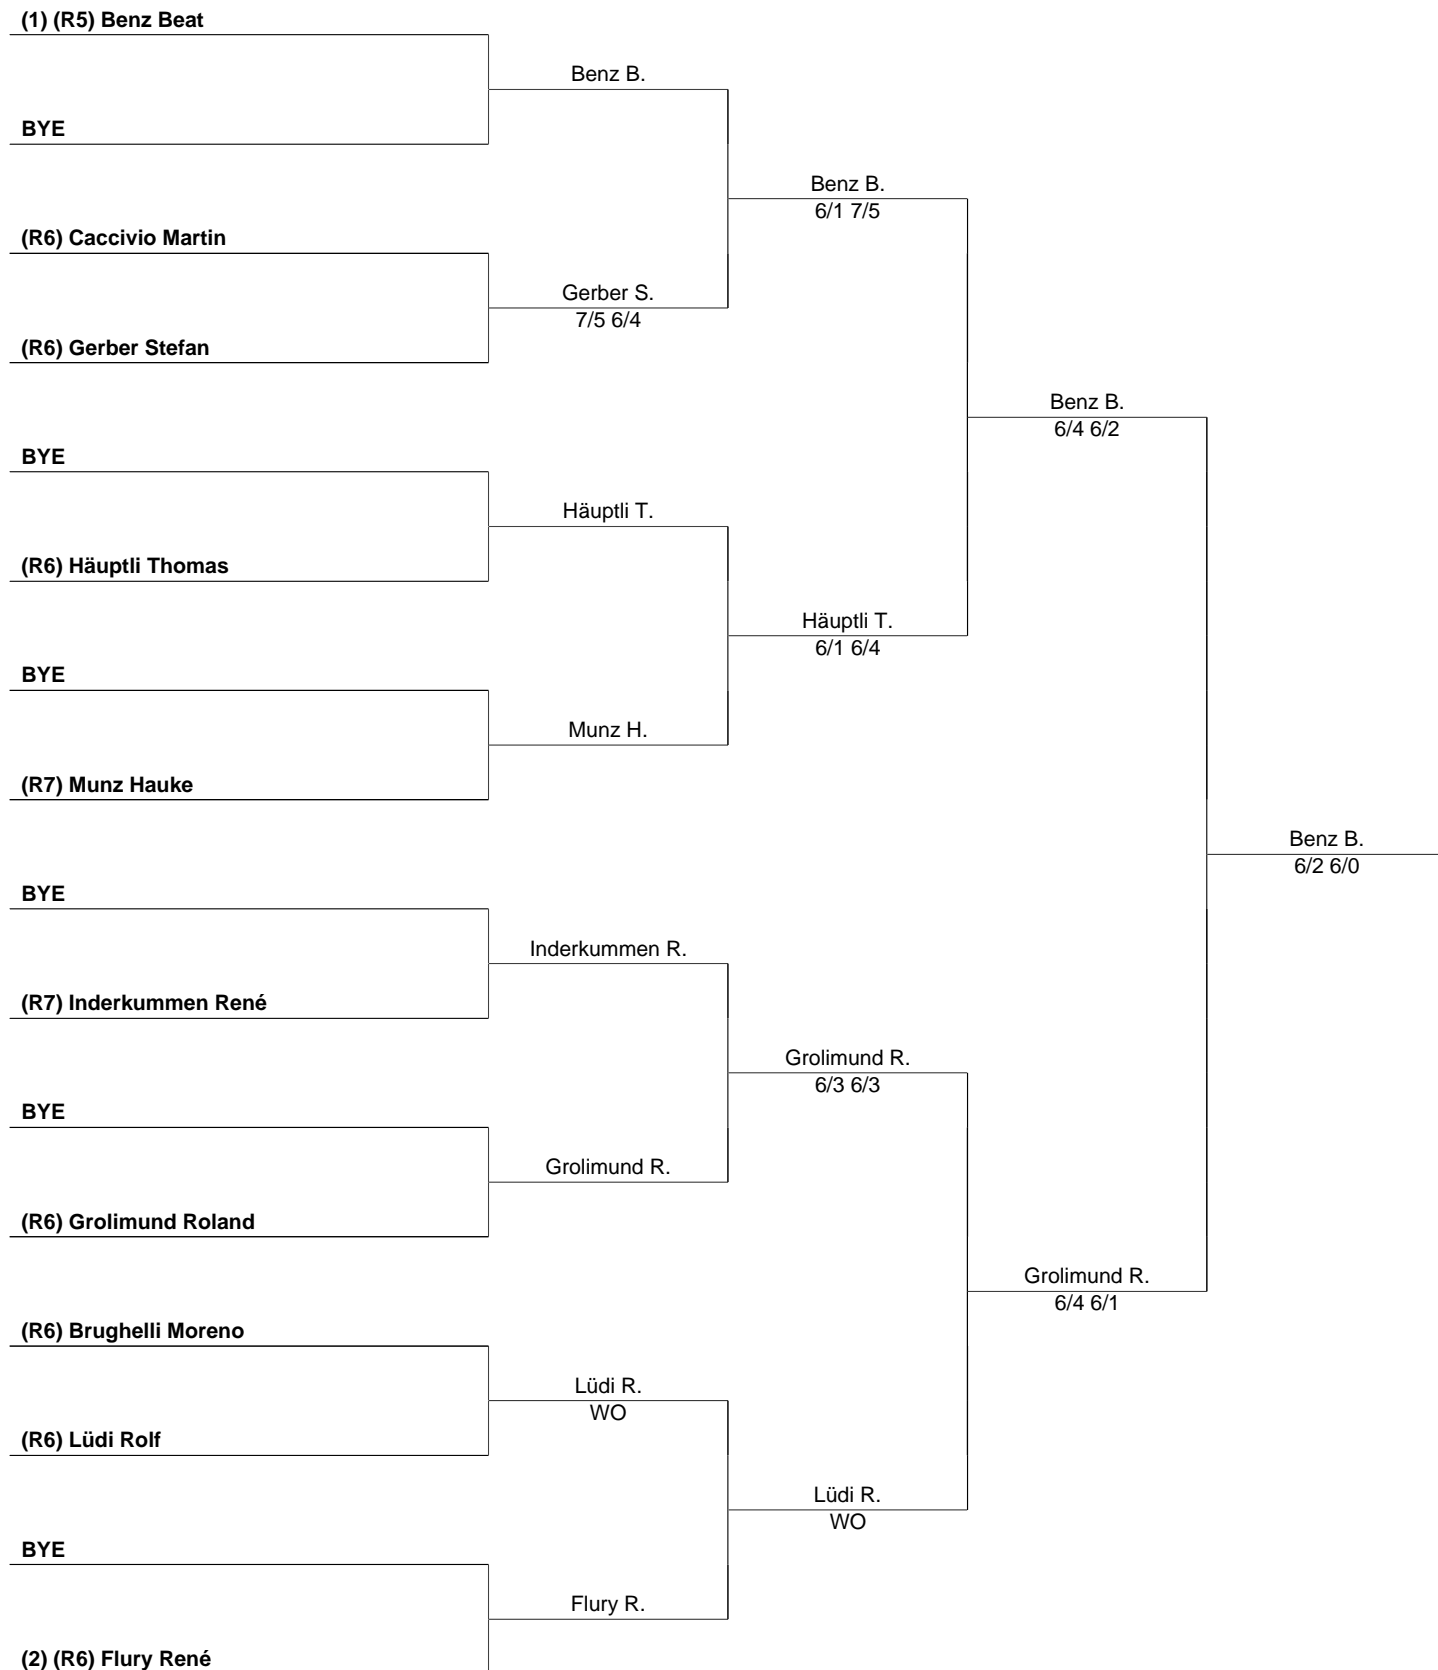 (1) (R5) Benz Beat
Benz B.
BYE
Benz B.
6/1 7/5
(R6) Caccivio Martin
Gerber S.
7/5 6/4
(R6) Gerber Stefan
Benz B.
6/4 6/2
BYE
Häuptli T.
(R6) Häuptli Thomas
Häuptli T.
6/1 6/4
BYE
Munz H.
(R7) Munz Hauke
Benz B.
6/2 6/0
BYE
Inderkummen R.
(R7) Inderkummen René
Grolimund R.
6/3 6/3
BYE
Grolimund R.
(R6) Grolimund Roland
Grolimund R.
6/4 6/1
(R6) Brughelli Moreno
Lüdi R.
WO
(R6) Lüdi Rolf
Lüdi R.
WO
BYE
Flury R.
(2) (R6) Flury René